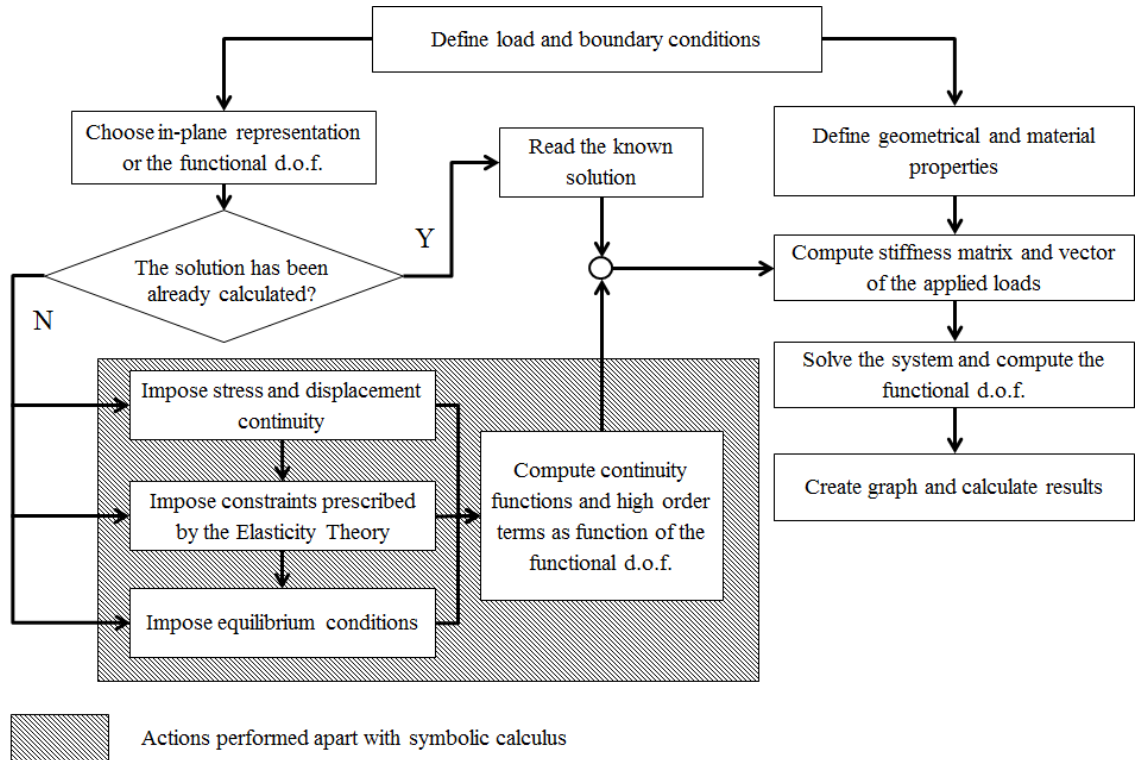 Define load and boundary conditions
Choose in-plane representation
or the functional d.o.f.
Read the known
solution
Define geometrical and material
properties
Y
The solution has been
already calculated?
Compute stiffness matrix and vector
of the applied loads
N
Solve the system and compute the
functional d.o.f.
Impose stress and displacement
continuity
Compute continuity
functions and high order
terms as function of the
functional d.o.f.
Create graph and calculate results
Impose constraints prescribed
by the Elasticity Theory
Impose equilibrium conditions
Actions performed apart with symbolic calculus